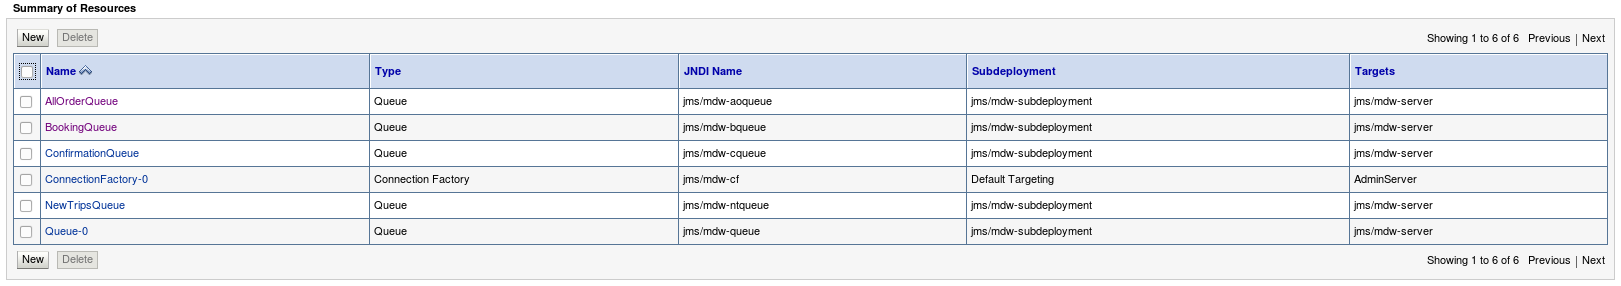 Summary of Resources
New Delete Showing 1 to 6 of 6 Previous | Next
Name Type JNDI Name Subdeployment Targets
AllOrderQueue Queue jms/mdw-aoqueue jms/mdw-subdeployment jms/mdw-server
BookingQueue Queue jms/mdw-bqueue jms/mdw-subdeployment jms/mdw-server
ConfirmationQueue Queue jms/mdw-cqueue jms/mdw-subdeployment jms/mdw-server
ConnectionFactory-0 Connection Factory jms/mdw-cf Default Targeting AdminServer
NewTripsQueue Queue jms/mdw-ntqueue jms/mdw-subdeployment jms/mdw-server
Queue-0 Queue jms/mdw-queue jms/mdw-subdeployment jms/mdw-server
New Delete Showing 1 to 6 of 6 Previous | Next